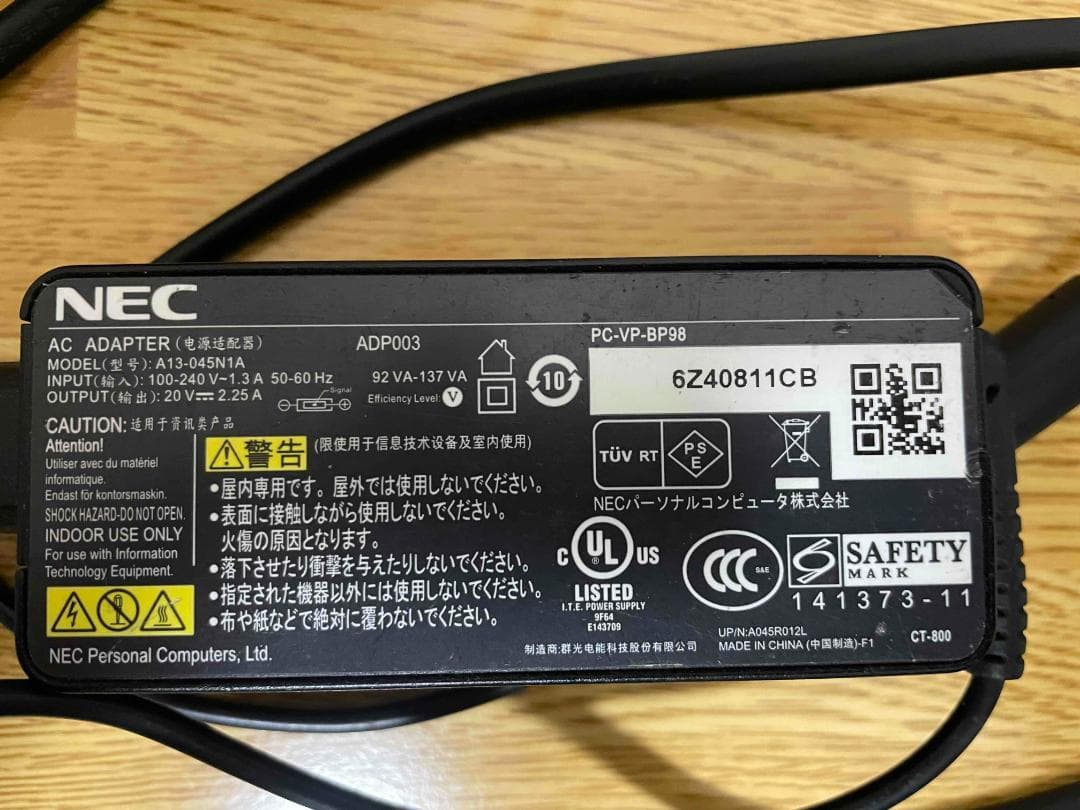 NEC
AC ADAPTER (电源适配器) ADP003
MODEL(型号): A13-045N1A
INPUT(输入): 100-240 V~1.3 A 50-60 Hz 92 VA-137 VA
OUTPUT(输出): 20 V 2.25 A Efficiency Level: V
Signal
10
PC-VP-BP98
6Z40811CB
CAUTION: 适用于资讯类产品
Attention!
Utiliser avec du matériel
informatique.
Endast för kontorsmaskin.
SHOCK HAZARD-DO NOT OPEN.
INDOOR USE ONLY
For use with Information
Technology Equipment.
警告 (限使用于信息技术设备及室内使用)
•屋内専用です。屋外では使用しないでください。
•表面に接触しながら使用しないでください。
火傷の原因となります。
•落下させたり衝撃を与えたりしないでください。
•指定された機器以外には使用しないでください。
•布や紙などで絶対に覆わないでください。
TÜV RT PS E
NECパーソナルコンピュータ株式会社
C UL US
®
LISTED
I.T.E. POWER SUPPLY
9F64
E143709
CCC S&E
SAFETY
MARK
141373-11
NEC Personal Computers, Ltd.
制造商:群光电能科技股份有限公司
UP/N:A045R012L
MADE IN CHINA (中国制造)-F1
CT-800